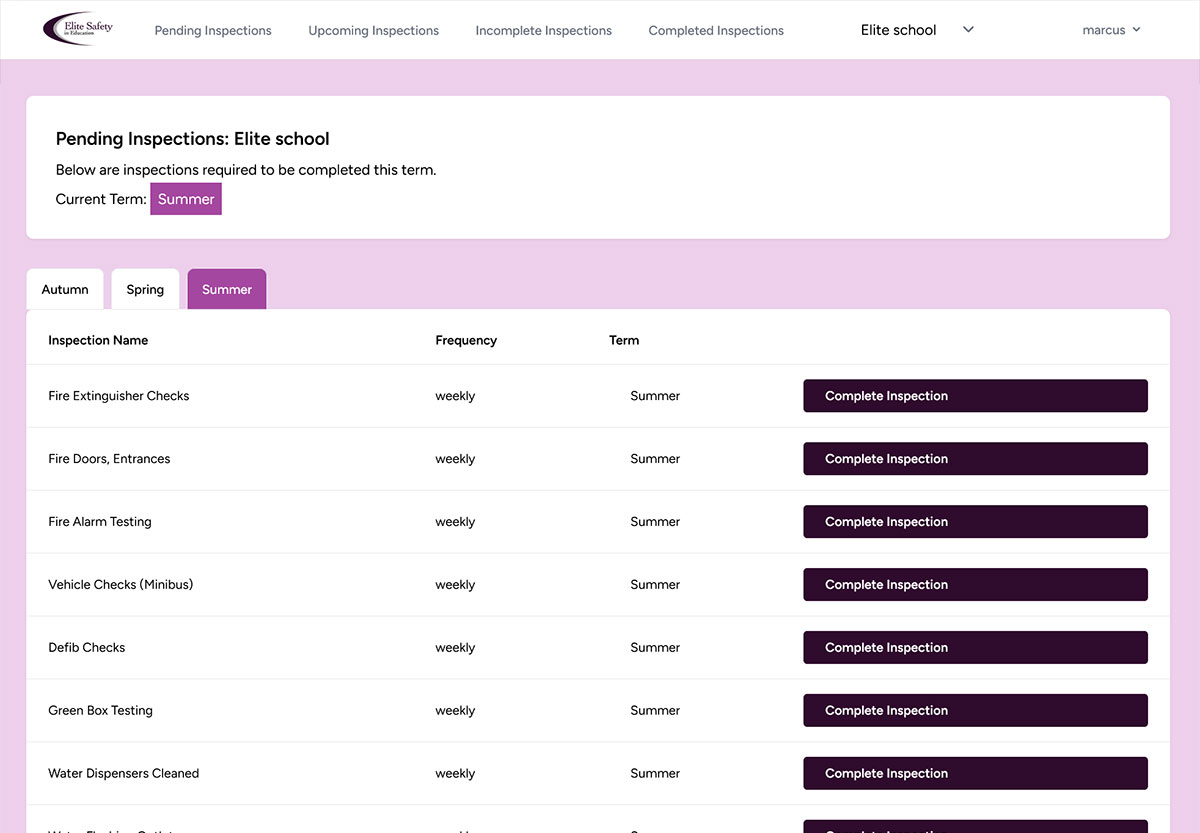 Elite Safety
in Education
Pending Inspections Upcoming Inspections Incomplete Inspections Completed Inspections Elite school marcus
Pending Inspections: Elite school
Below are inspections required to be completed this term.
Current Term: Summer
Autumn Spring Summer
Inspection Name Frequency Term
Fire Extinguisher Checks weekly Summer Complete Inspection
Fire Doors, Entrances weekly Summer Complete Inspection
Fire Alarm Testing weekly Summer Complete Inspection
Vehicle Checks (Minibus) weekly Summer Complete Inspection
Defib Checks weekly Summer Complete Inspection
Green Box Testing weekly Summer Complete Inspection
Water Dispensers Cleaned weekly Summer Complete Inspection